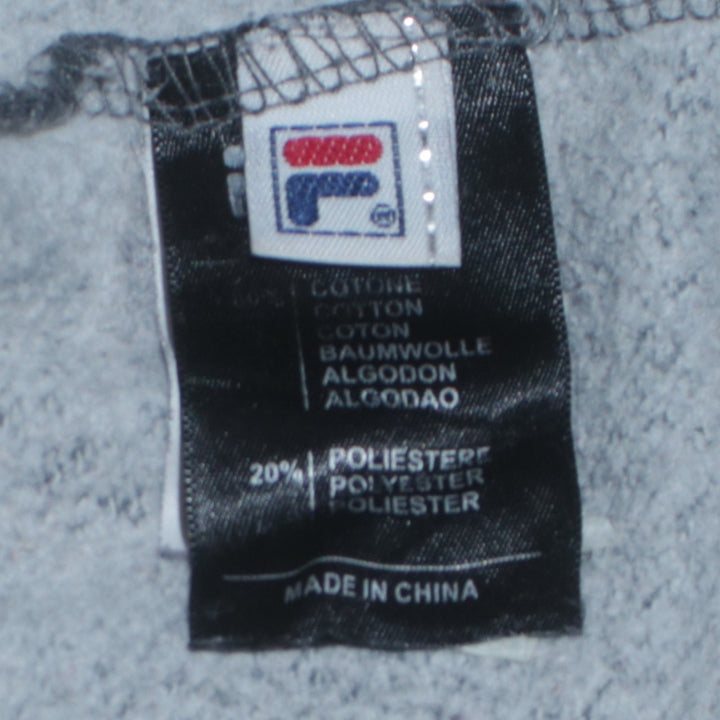 COTONE
COTTON
COTON
BAUMWOLLE
ALGODON
ALGODAO
20% POLIESTERE
POLYESTER
POLIESTER
MADE IN CHINA